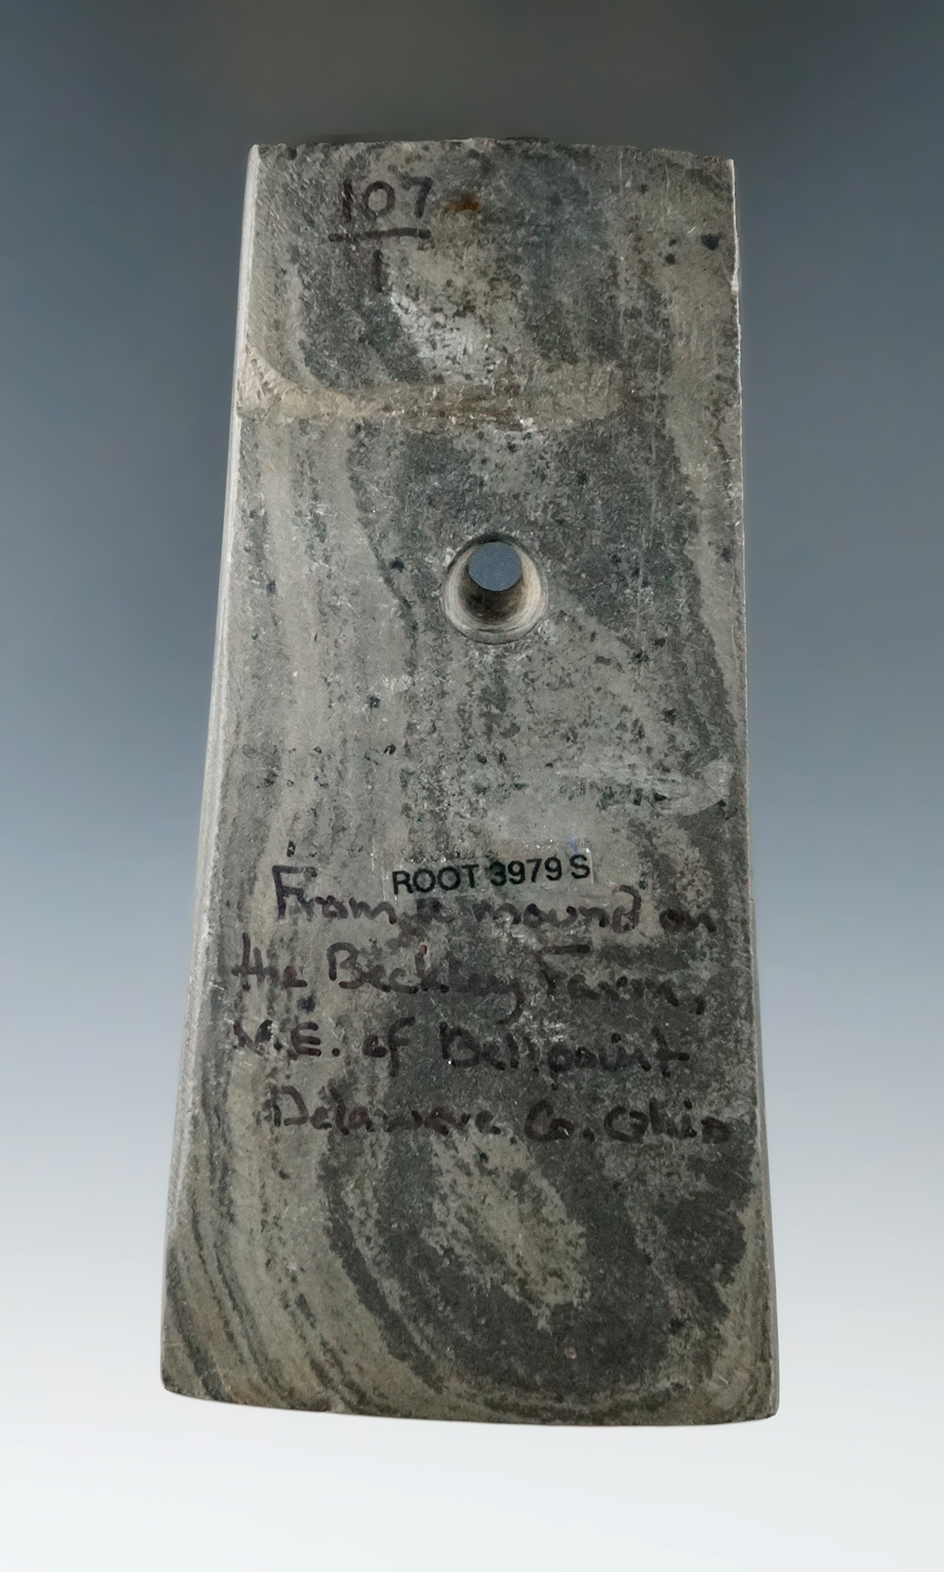 107
1
ROOT 3979 S
From a mound on
the Beckley Farm,
N.E. of Bellpoint
Delaware Co. Ohio